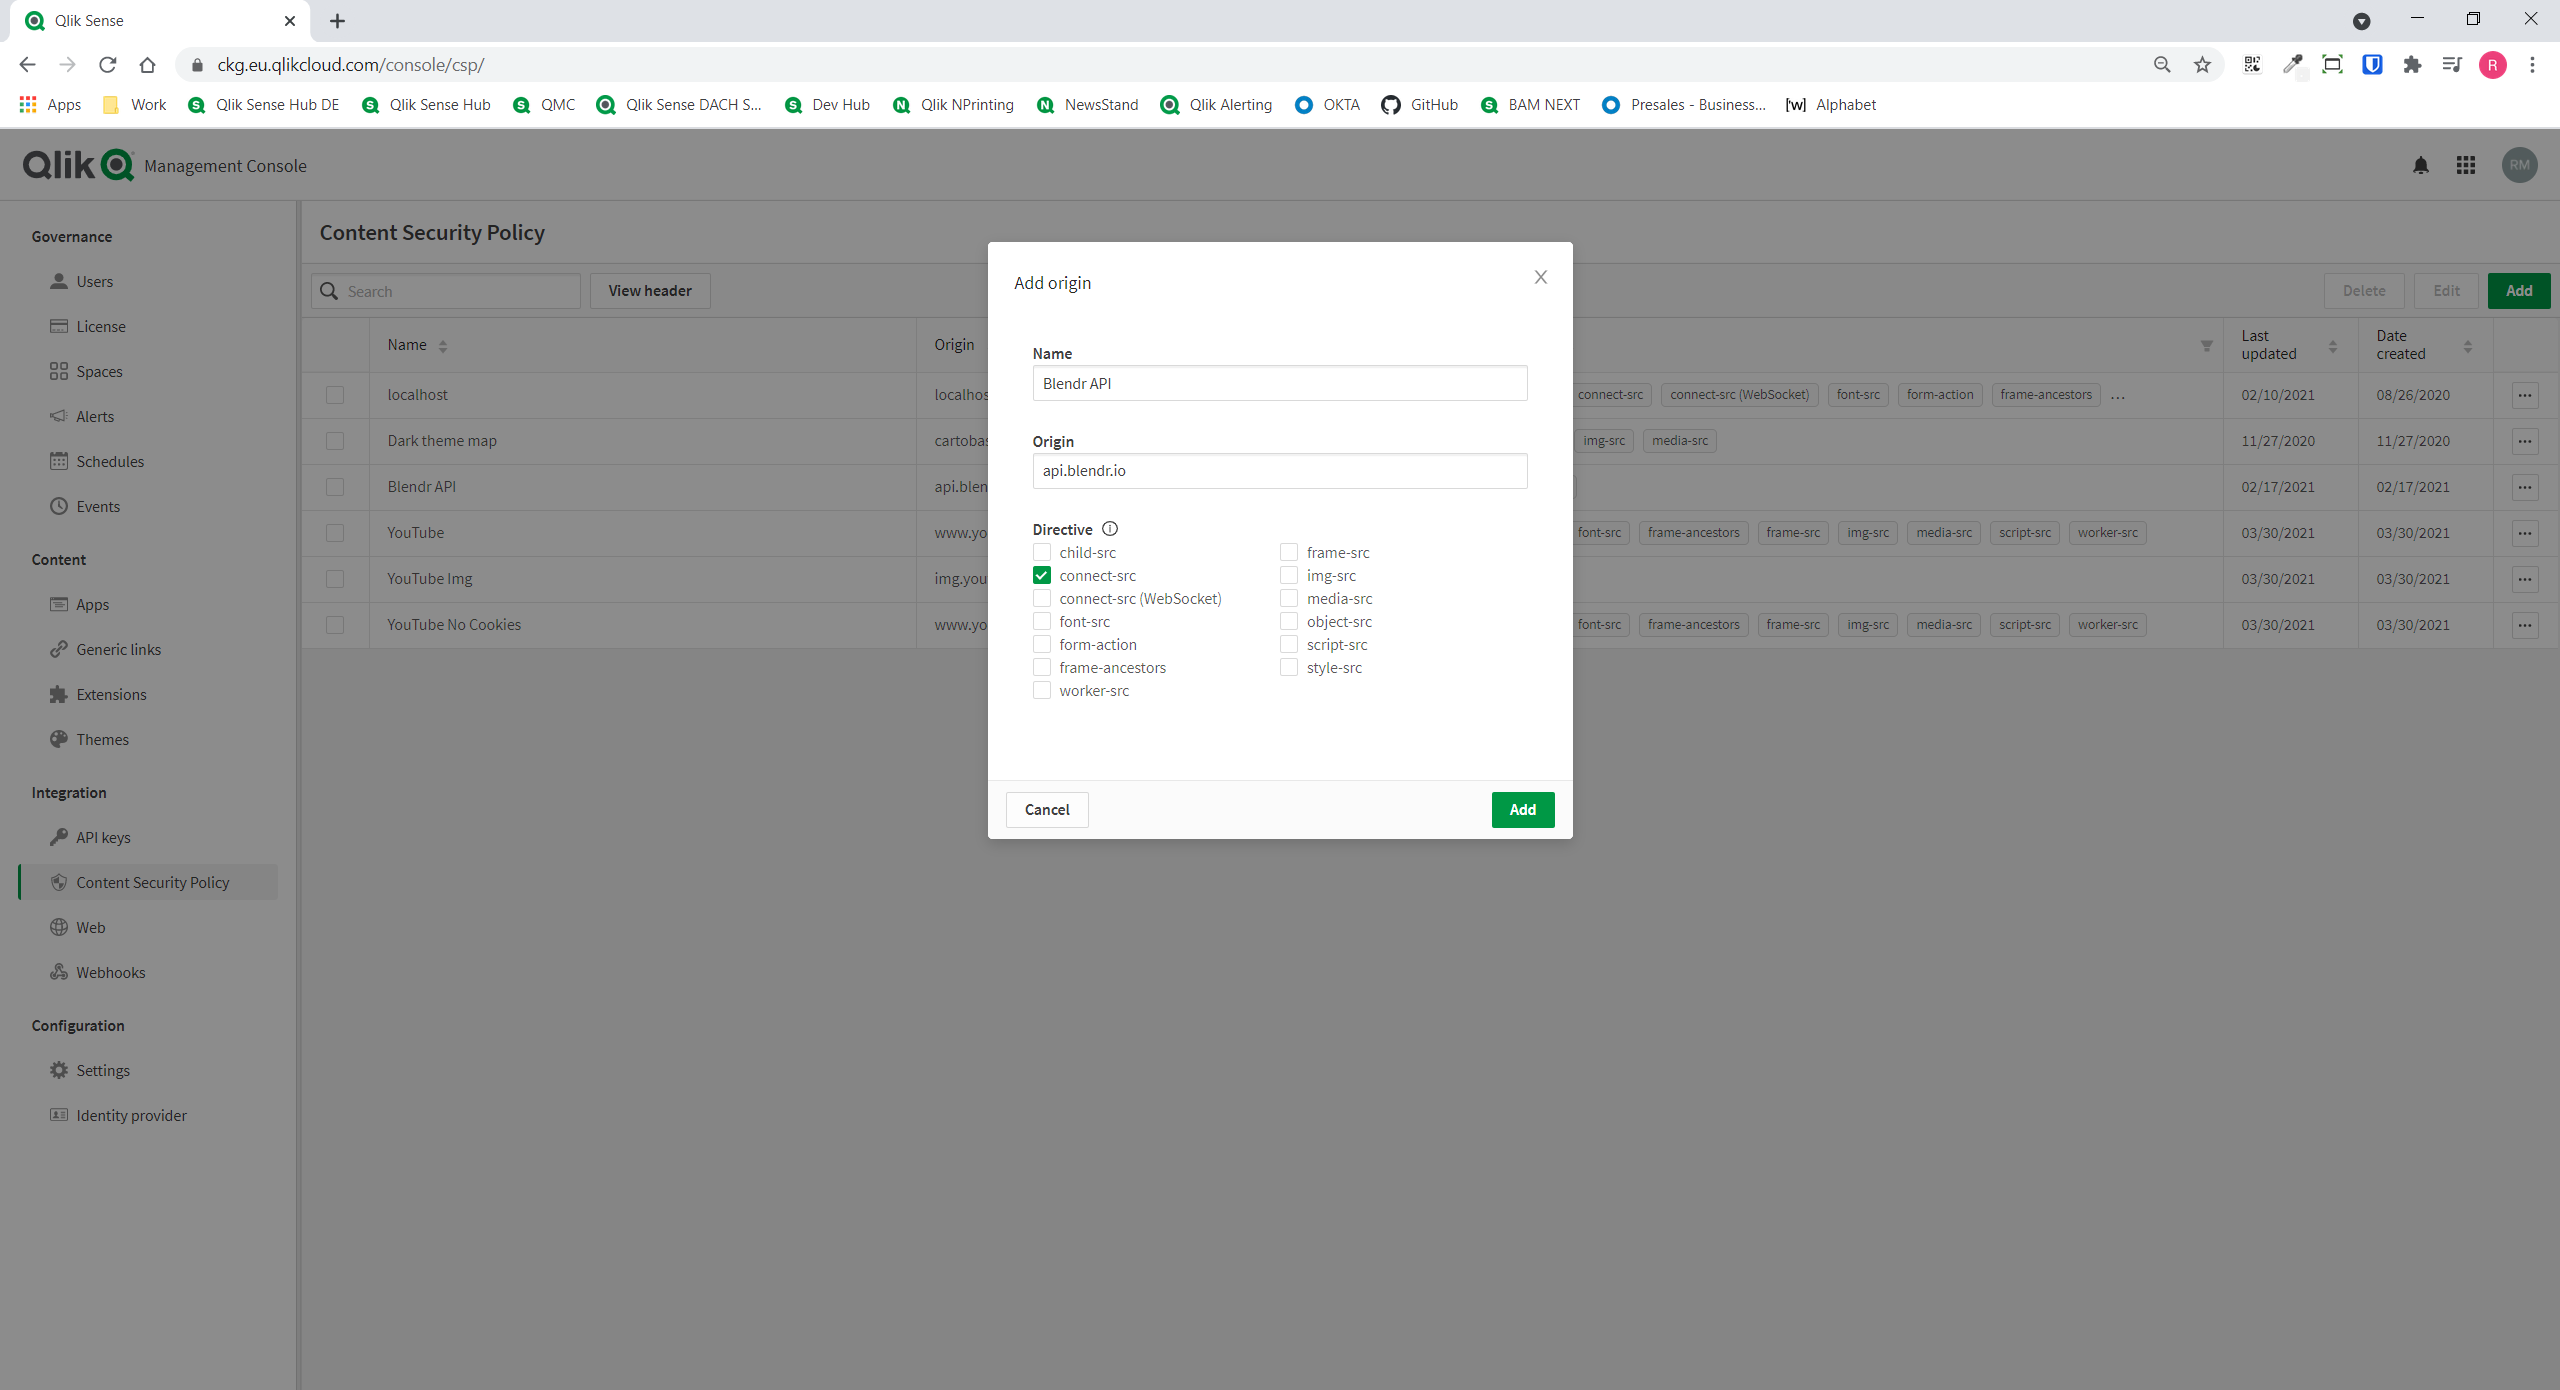 Qlik Sense
ckg.eu.qlikcloud.com/console/csp/
R
Apps Work Qlik Sense Hub DE Qlik Sense Hub QMC Qlik Sense DACH S... Dev Hub Qlik NPrinting NewsStand Qlik Alerting OKTA GitHub BAM NEXT Presales - Business... Alphabet
Qlik Management Console
RM
Governance
Users
License
Spaces
Alerts
Schedules
Events
Content
Apps
Generic links
Extensions
Themes
Integration
API keys
Content Security Policy
Web
Webhooks
Configuration
Settings
Identity provider
Content Security Policy
Search View header Delete Edit Add
Name Origin Last updated Date created
localhost localhos connect-src connect-src (WebSocket) font-src form-action frame-ancestors ... 02/10/2021 08/26/2020
Dark theme map cartobas img-src media-src 11/27/2020 11/27/2020
Blendr API api.blen 02/17/2021 02/17/2021
YouTube www.yo font-src frame-ancestors frame-src img-src media-src script-src worker-src 03/30/2021 03/30/2021
YouTube Img img.you 03/30/2021 03/30/2021
YouTube No Cookies www.yo font-src frame-ancestors frame-src img-src media-src script-src worker-src 03/30/2021 03/30/2021
Add origin
Name
Blendr API
Origin
api.blendr.io
Directive
child-src frame-src
connect-src img-src
connect-src (WebSocket) media-src
font-src object-src
form-action script-src
frame-ancestors style-src
worker-src
Cancel Add